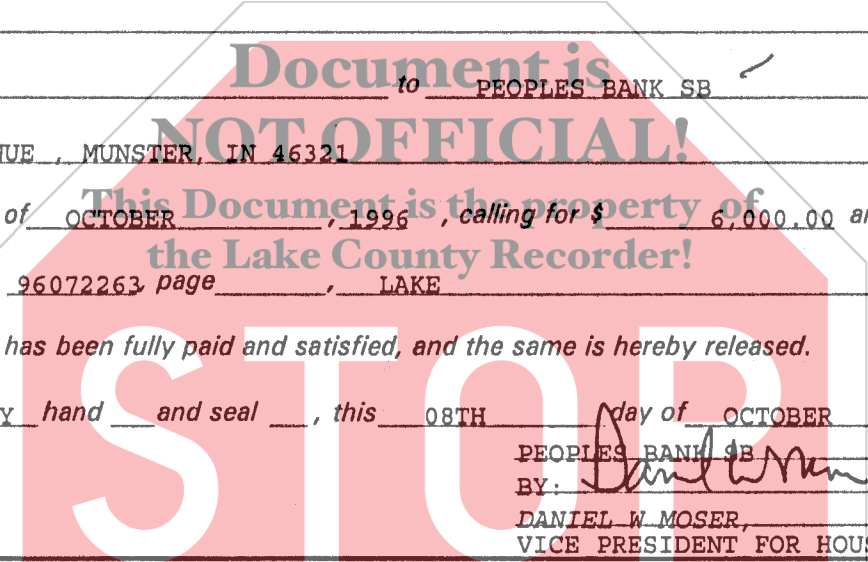 Document is
to PEOPLES BANK SB
NOT OFFICIAL!
UE , MUNSTER, IN 46321
This Document is the property of
of OCTOBER , 1996 , calling for $ 6,000.00
the Lake County Recorder!
96072263, page , LAKE
has been fully paid and satisfied, and the same is hereby released.
Y hand and seal , this 08TH day of OCTOBER
STOP
PEOPLES BANK SB
BY:
DANIEL W MOSER,
VICE PRESIDENT FOR HOUS